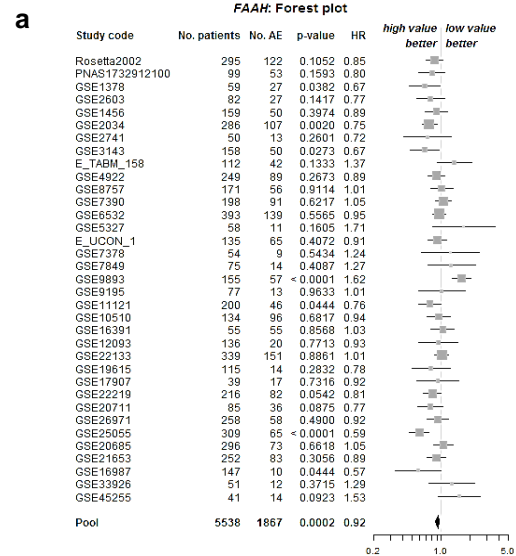 a
FAAH: Forest plot
Study code No. patients No. AE p-value HR high value better low value better
Rosetta2002 295 122 0.1052 0.85
PNAS1732912100 99 53 0.1593 0.80
GSE1378 59 27 0.0382 0.67
GSE2603 82 27 0.1417 0.77
GSE1456 159 50 0.3974 0.89
GSE2034 286 107 0.0020 0.75
GSE2741 50 13 0.2601 0.72
GSE3143 158 50 0.0273 0.67
E_TABM_158 112 42 0.1333 1.37
GSE4922 249 89 0.2673 0.89
GSE8757 171 56 0.9114 1.01
GSE7390 198 91 0.6217 1.05
GSE6532 393 139 0.5565 0.95
GSE5327 58 11 0.1605 1.71
E_UCON_1 135 65 0.4072 0.91
GSE7378 54 9 0.5434 1.24
GSE7849 75 14 0.4087 1.27
GSE9893 155 57 <0.0001 1.62
GSE9195 77 13 0.9633 1.01
GSE11121 200 46 0.0444 0.76
GSE10510 134 96 0.6817 0.94
GSE16391 55 55 0.8568 1.03
GSE12093 136 20 0.7713 0.93
GSE22133 339 151 0.8861 1.01
GSE19615 115 14 0.2832 0.78
GSE17907 39 17 0.7316 0.92
GSE22219 216 82 0.0542 0.81
GSE20711 85 36 0.0875 0.77
GSE26971 258 58 0.4900 0.92
GSE25055 309 65 <0.0001 0.59
GSE20685 296 73 0.6618 1.05
GSE21653 252 83 0.3056 0.89
GSE16987 147 10 0.0444 0.57
GSE33926 51 12 0.3715 1.29
GSE45255 41 14 0.0923 1.53
Pool 5538 1867 0.0002 0.92
0.2 1.0 5.0